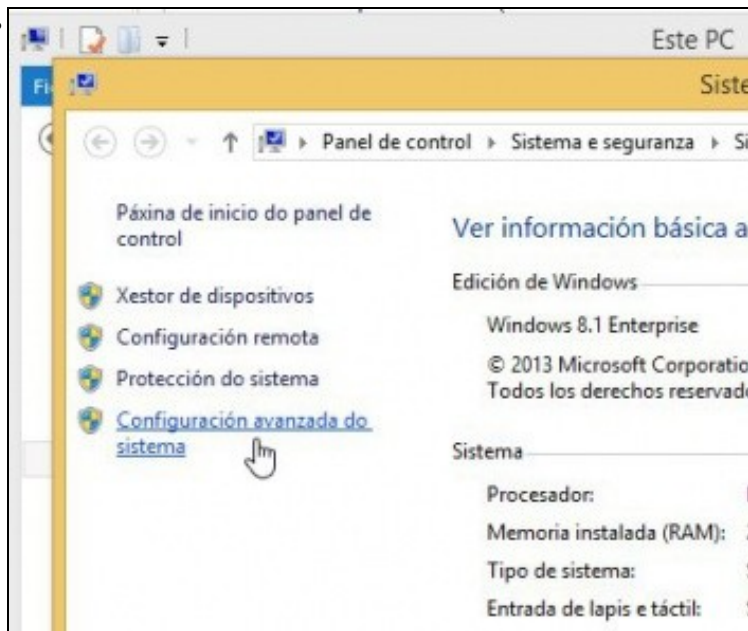 Este PC
Fi
Siste
Panel de control Sistema e seguranza Si
Páxina de inicio do panel de
control
Xestor de dispositivos
Configuración remota
Protección do sistema
Configuración avanzada do
sistema
Ver información básica a
Edición de Windows
Windows 8.1 Enterprise
© 2013 Microsoft Corporatio
Todos los derechos reservado
Sistema
Procesador:
Memoria instalada (RAM):
Tipo de sistema:
Entrada de lapis e táctil: